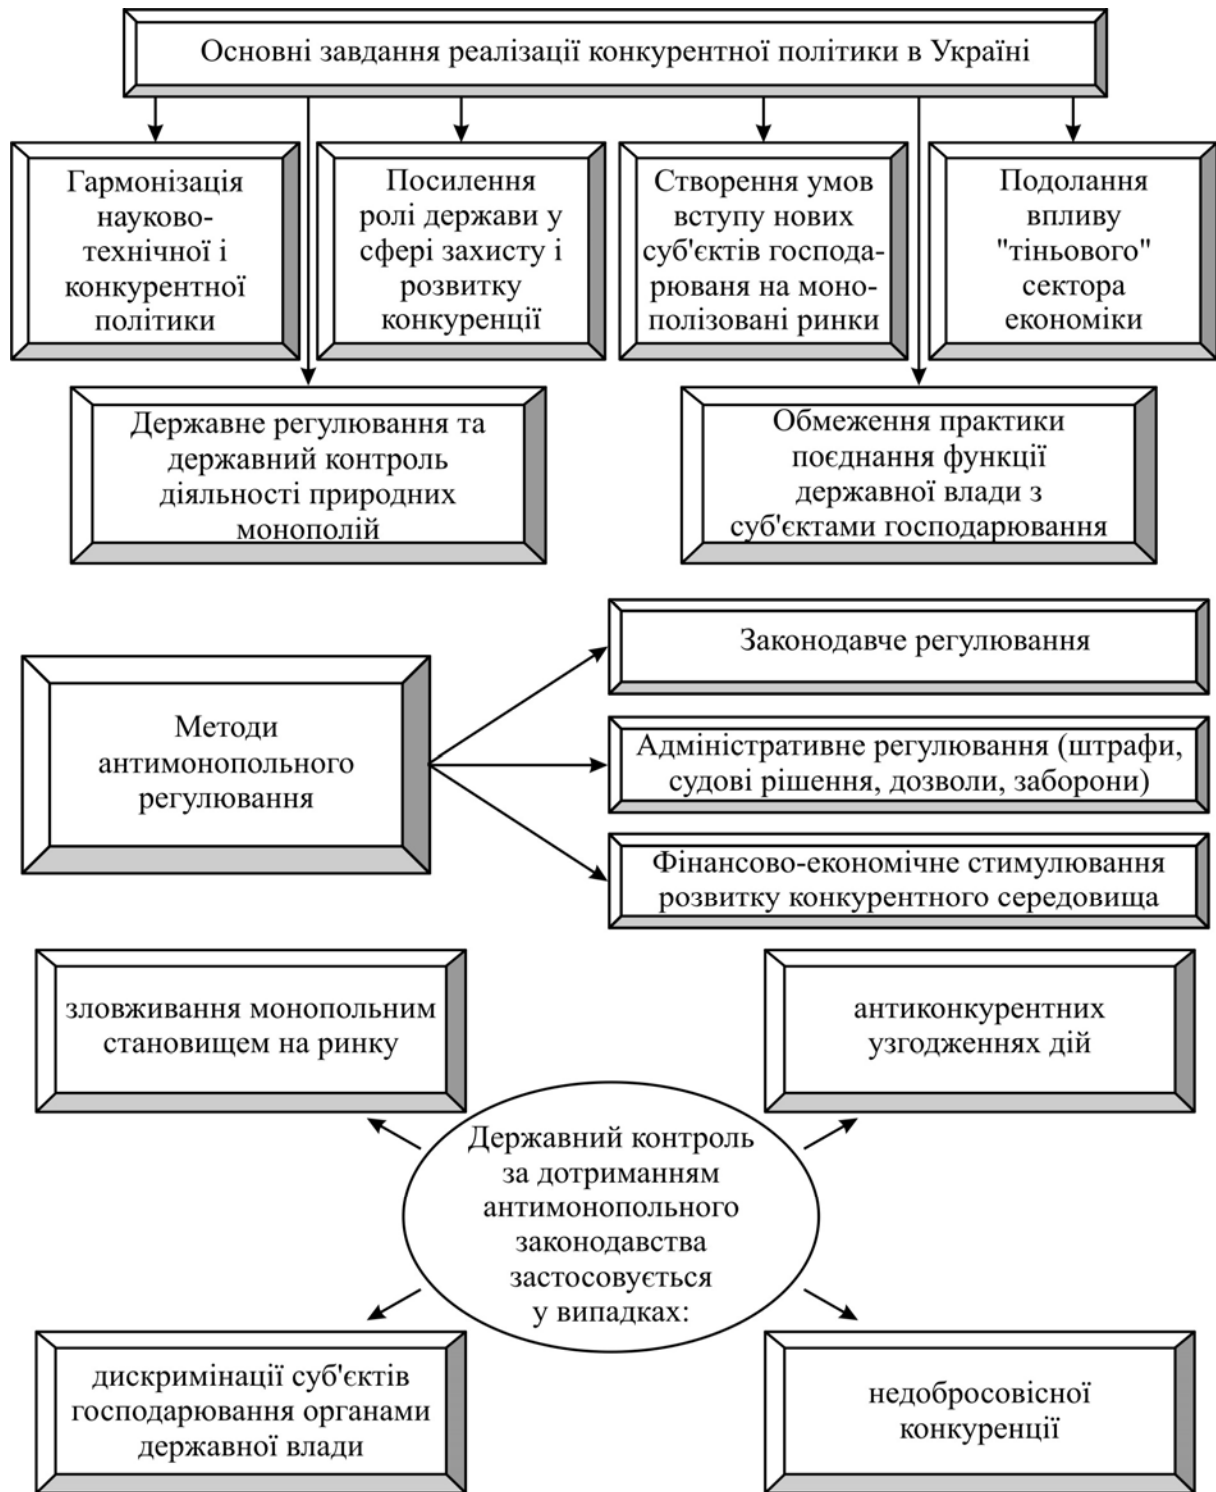 Основні завдання реалізації конкурентної політики в Україні
Гармонізація
науково-
технічної і
конкурентної
політики
Посилення
ролі держави у
сфері захисту і
розвитку
конкуренції
Створення умов
вступу нових
суб'єктів господа-
рюваня на моно-
полізовані ринки
Подолання
впливу
"тіньового"
сектора
економіки
Державне регулювання та
державний контроль
діяльності природних
монополій
Обмеження практики
поєднання функції
державної влади з
суб'єктами господарювання
Методи
антимонопольного
регулювання
Законодавче регулювання
Адміністративне регулювання (штрафи,
судові рішення, дозволи, заборони)
Фінансово-економічне стимулювання
розвитку конкурентного середовища
зловживання монопольним
становищем на ринку
антиконкурентних
узгодженнях дій
Державний контроль
за дотриманням
антимонопольного
законодавства
застосовується
у випадках:
дискримінації суб'єктів
господарювання органами
державної влади
недобросовісної
конкуренції